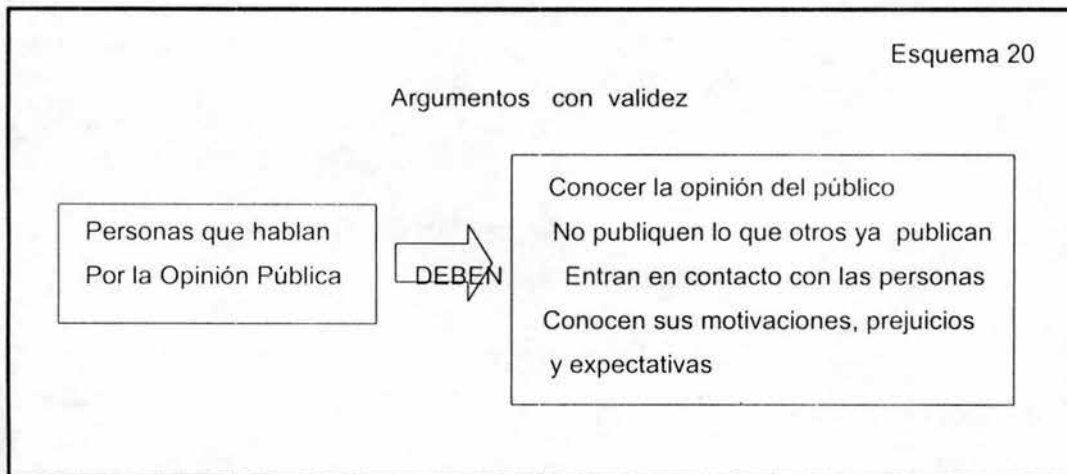 Esquema 20
Argumentos con validez
Personas que hablan
Por la Opinión Pública
DEBEN
Conocer la opinión del público
No publiquen lo que otros ya publican
Entran en contacto con las personas
Conocen sus motivaciones, prejuicios
y expectativas